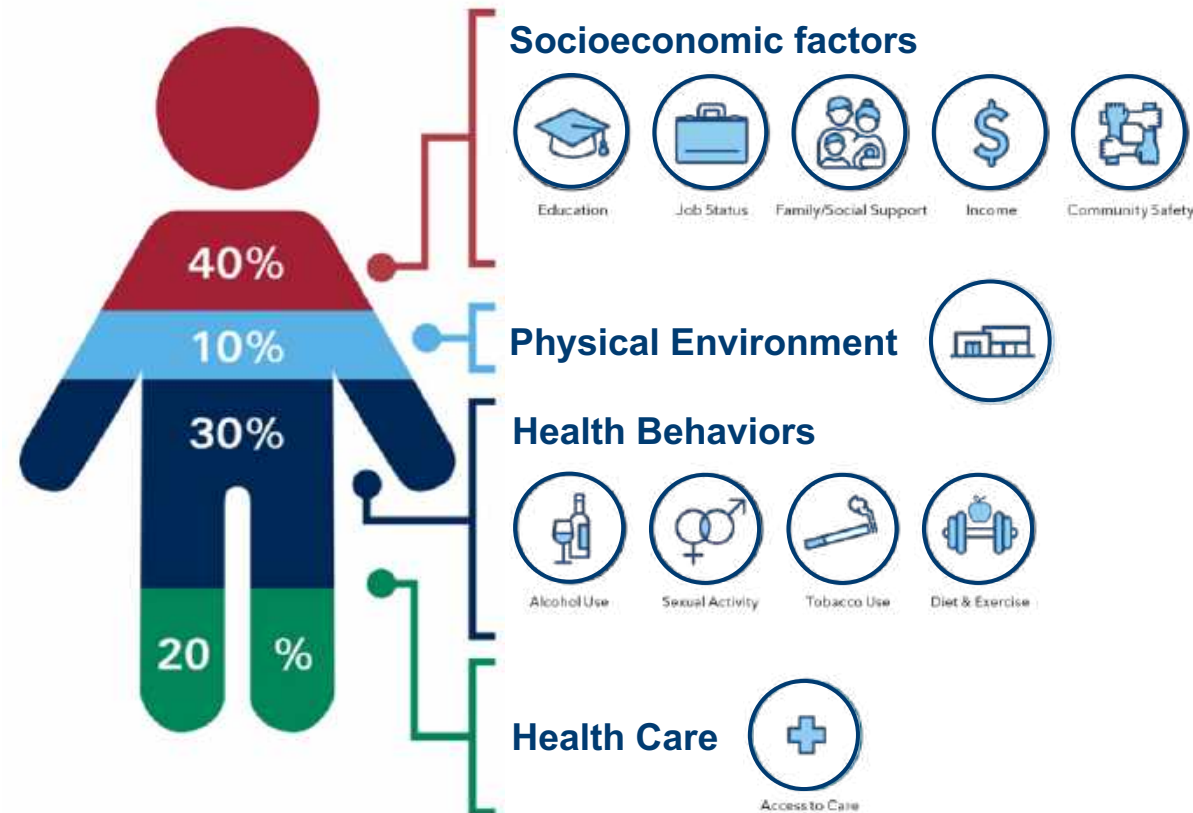 Socioeconomic factors
$
Education
Job Status
Family/Social Support
Income
Community Safety
40%
10%
Physical Environment
30%
Health Behaviors
Alcohol Use
Sexual Activity
Tobacco Use
Diet & Exercise
20 %
Health Care
Access to Care